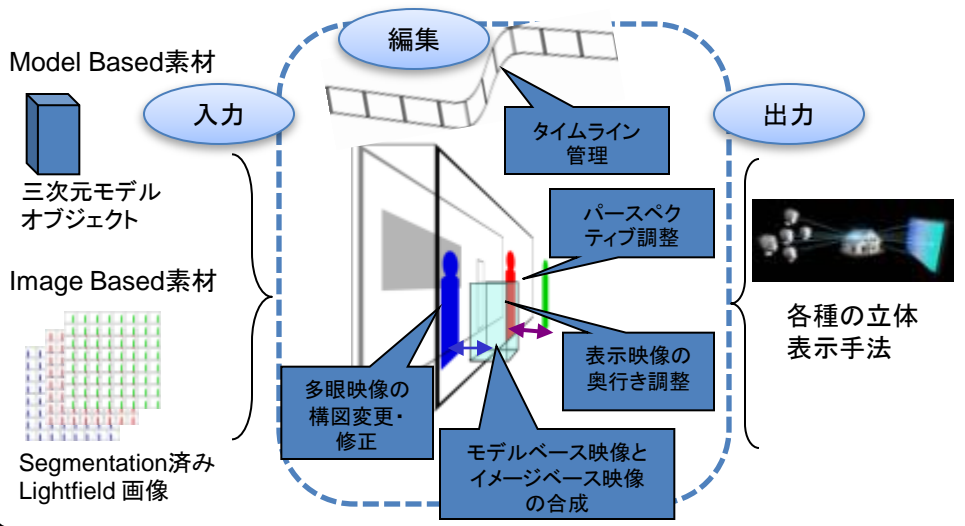 Model Based素材
三次元モデル
オブジェクト
Image Based素材
Segmentation済み
Lightfield 画像
入力
編集
タイムライン
管理
パースペク
ティブ調整
表示映像の
奥行き調整
多眼映像の
構図変更・
修正
モデルベース映像と
イメージベース映像
の合成
出力
各種の立体
表示手法